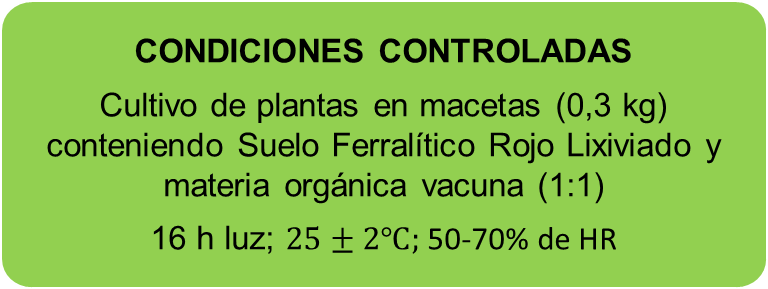 CONDICIONES CONTROLADAS
Cultivo de plantas en macetas (0,3 kg)
conteniendo Suelo Ferralítico Rojo Lixiviado y
materia orgánica vacuna (1:1)
16 h luz; 25 ± 2°C; 50-70% de HR